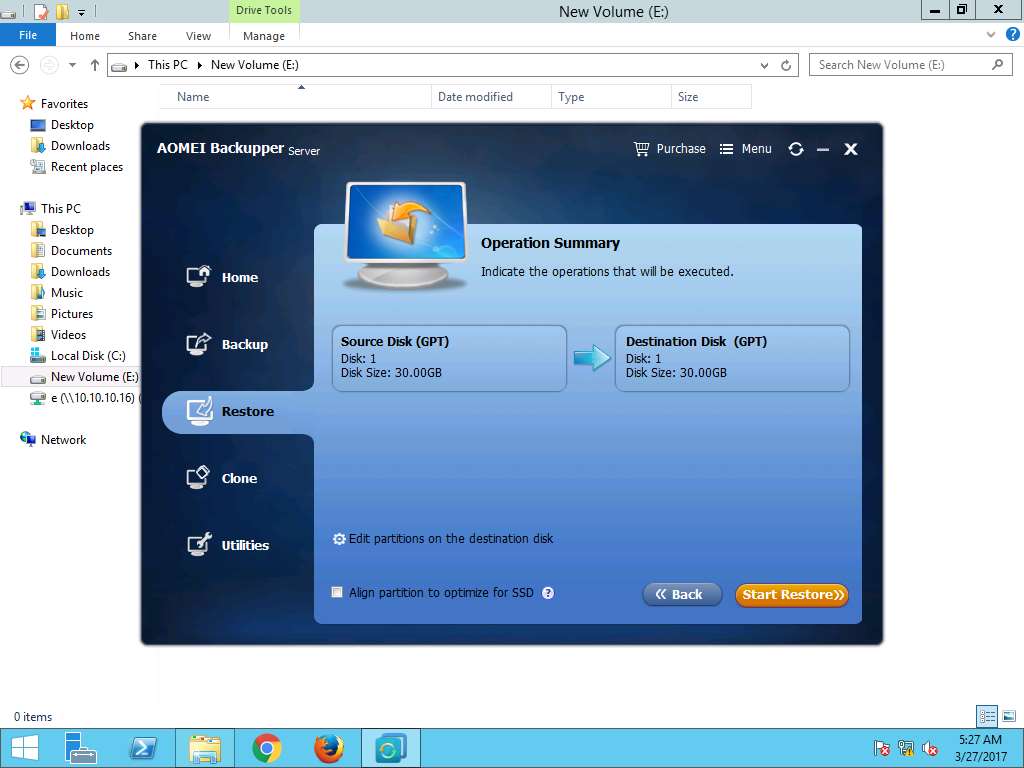 Drive Tools
New Volume (E:)
File
Home
Share
View
Manage
This PC
New Volume (E:)
Search New Volume (E:)
Name
Date modified
Type
Size
Favorites
Desktop
Downloads
Recent places
This PC
Desktop
Documents
Downloads
Music
Pictures
Videos
Local Disk (C:)
New Volume (E:)
e (\\10.10.10.16) (
Network
AOMEI Backupper Server
Purchase
Menu
Home
Backup
Restore
Clone
Utilities
Operation Summary
Indicate the operations that will be executed.
Source Disk (GPT)
Disk: 1
Disk Size: 30.00GB
Destination Disk (GPT)
Disk: 1
Disk Size: 30.00GB
Edit partitions on the destination disk
Align partition to optimize for SSD ?
Back
Start Restore
0 items
5:27 AM
3/27/2017